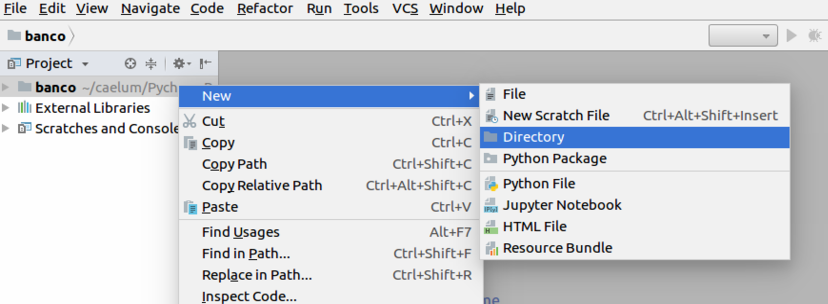 File Edit View Navigate Code Refactor Run Tools VCS Window Help
banco
Project
banco ~/caelum/Pych
External Libraries
Scratches and Console
New
Cut Ctrl+X
Copy Ctrl+C
Copy Path Ctrl+Shift+C
Copy Relative Path Ctrl+Alt+Shift+C
Paste Ctrl+V
Find Usages Alt+F7
Find in Path... Ctrl+Shift+F
Replace in Path... Ctrl+Shift+R
Inspect Code...
File
New Scratch File Ctrl+Alt+Shift+Insert
Directory
Python Package
Python File
Jupyter Notebook
HTML File
Resource Bundle